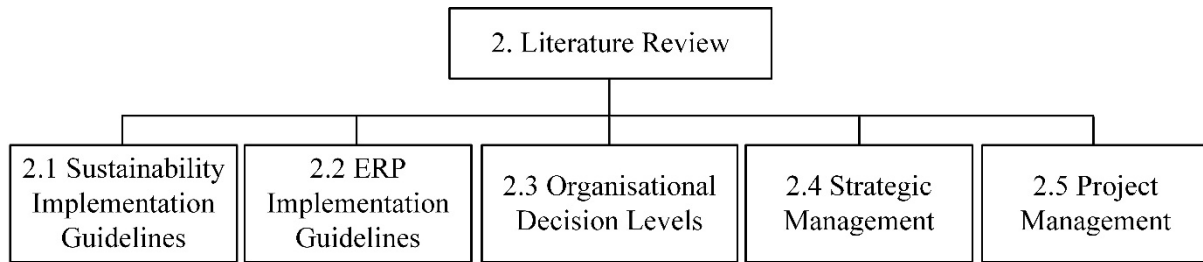 2. Literature Review
2.1 Sustainability
Implementation
Guidelines
2.2 ERP
Implementation
Guidelines
2.3 Organisational
Decision Levels
2.4 Strategic
Management
2.5 Project
Management